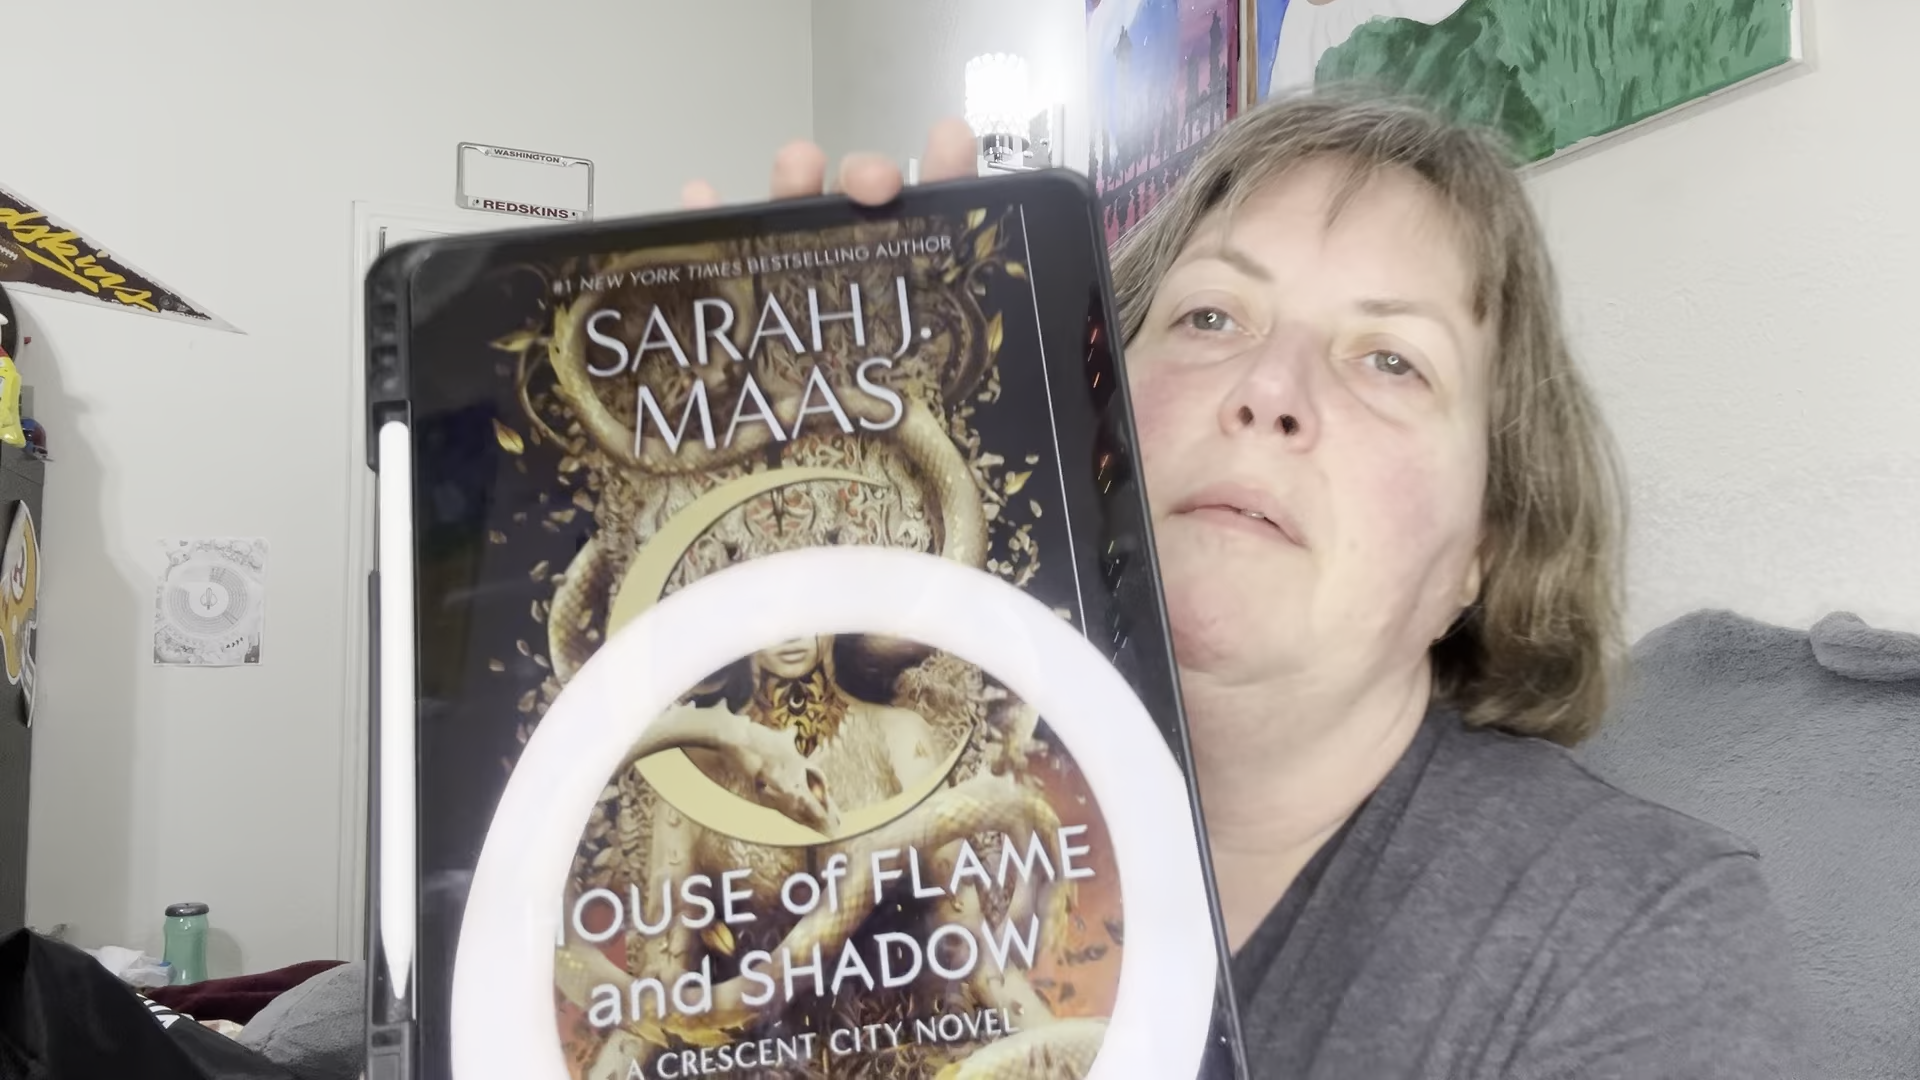 WASHINGTON
REDSKINS
dskins
#1 NEW YORK TIMES BESTSELLING AUTHOR
SARAH J.
MAAS
OUSE of FLAME
and SHADOW
A CRESCENT CITY NOVEL